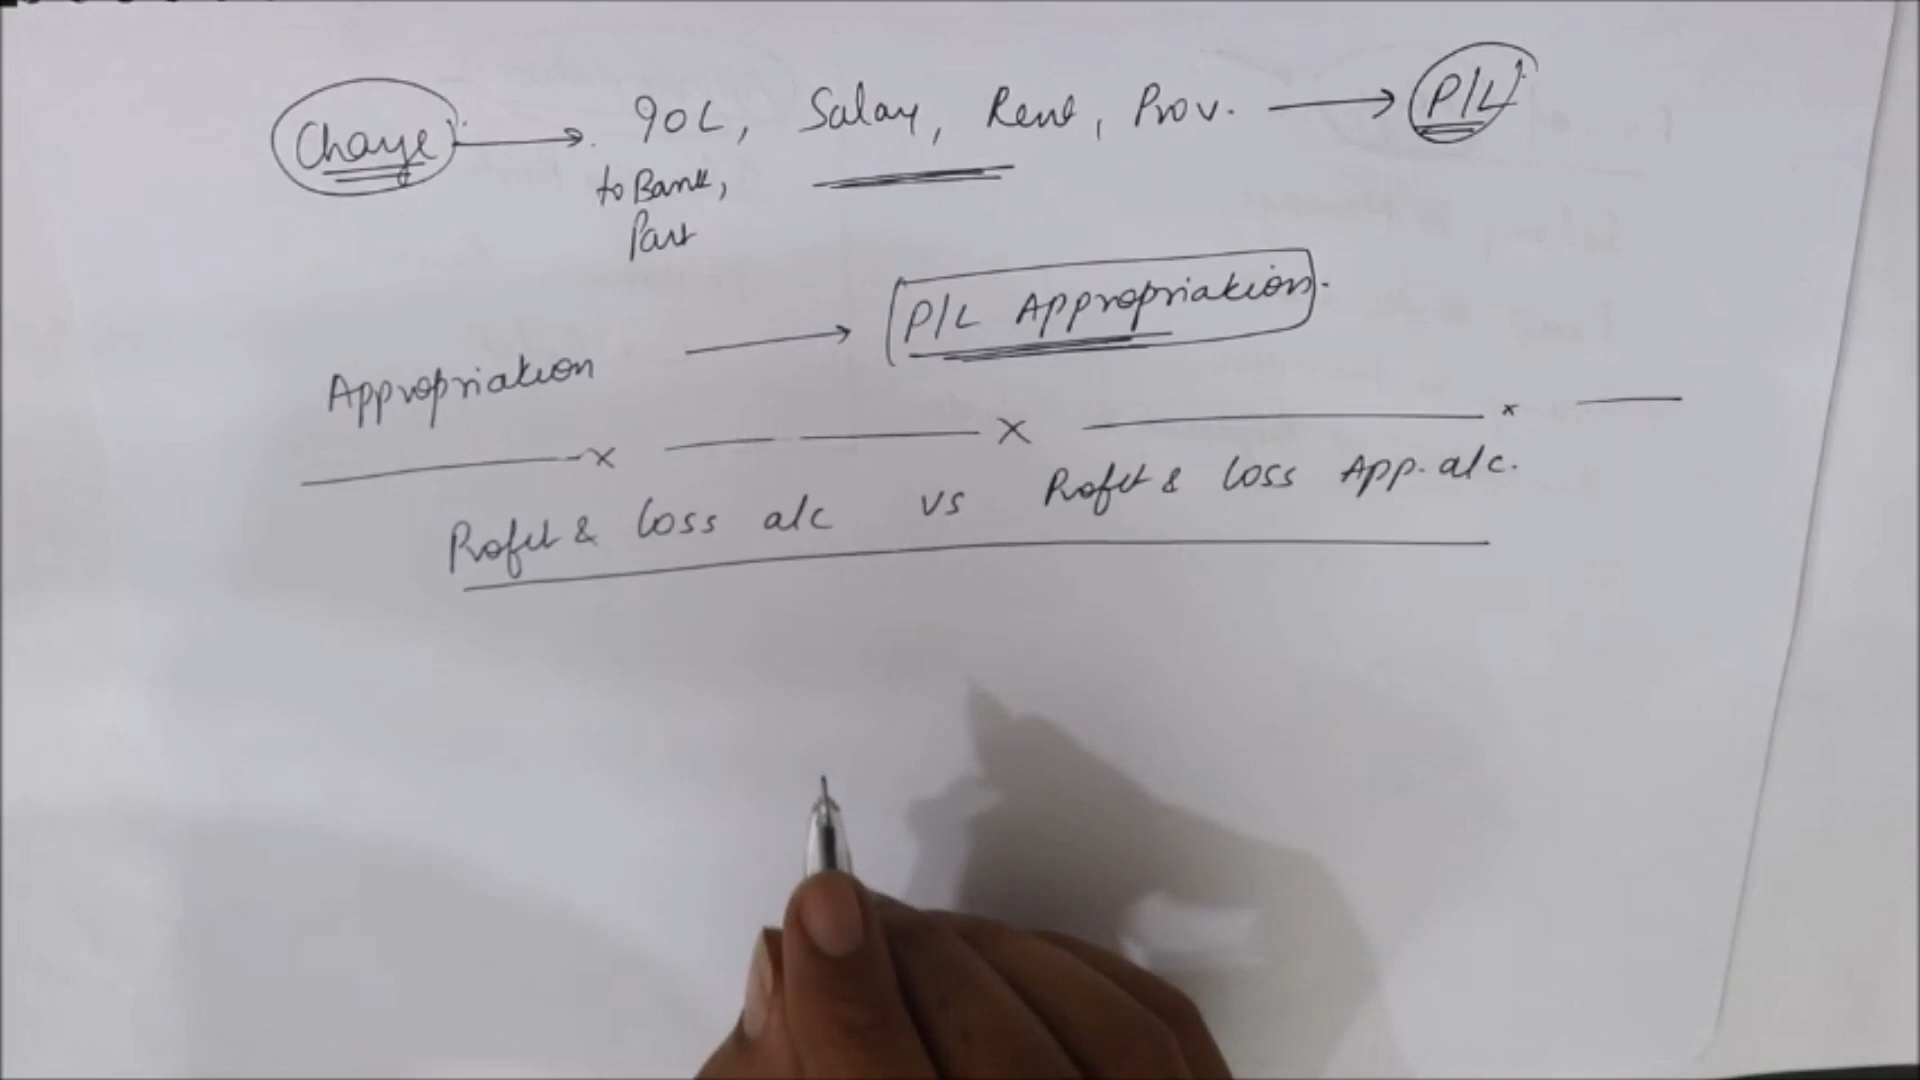 Charge → IOL, Salary, Rent, Prov. → P/L
to Bank,
Part
Appropriation → P/L Appropriation.
x x x
Profit & loss a/c vs Profit & loss App. a/c.